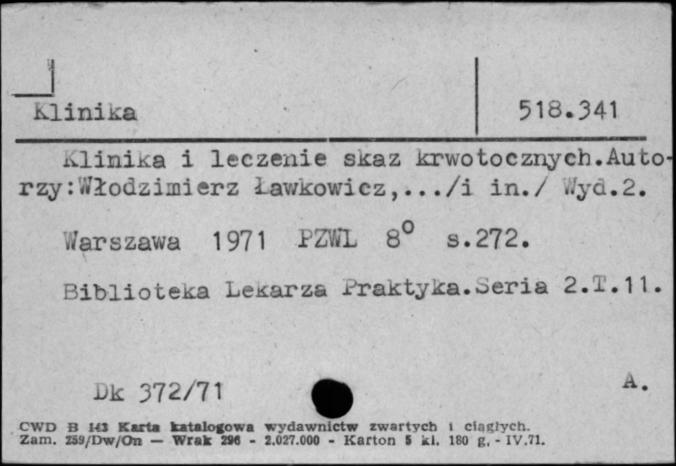 Klinika 518.341
Klinika i leczenie skaz krwotocznych.Auto-
rzy:Włodzimierz Ławkowicz,.../i in./ Wyd.2.
Warszawa 1971 PZWL 8° s.272.
Biblioteka Lekarza Praktyka.Seria 2.T.11.
Dk 372/71 A.
CWD B 143 Karta katalogowa wydawnictw zwartych i ciągłych.
Zam. 259/Dw/On — Wrak 296 - 2.027.000 - Karton 5 kl. 180 g. - IV.71.